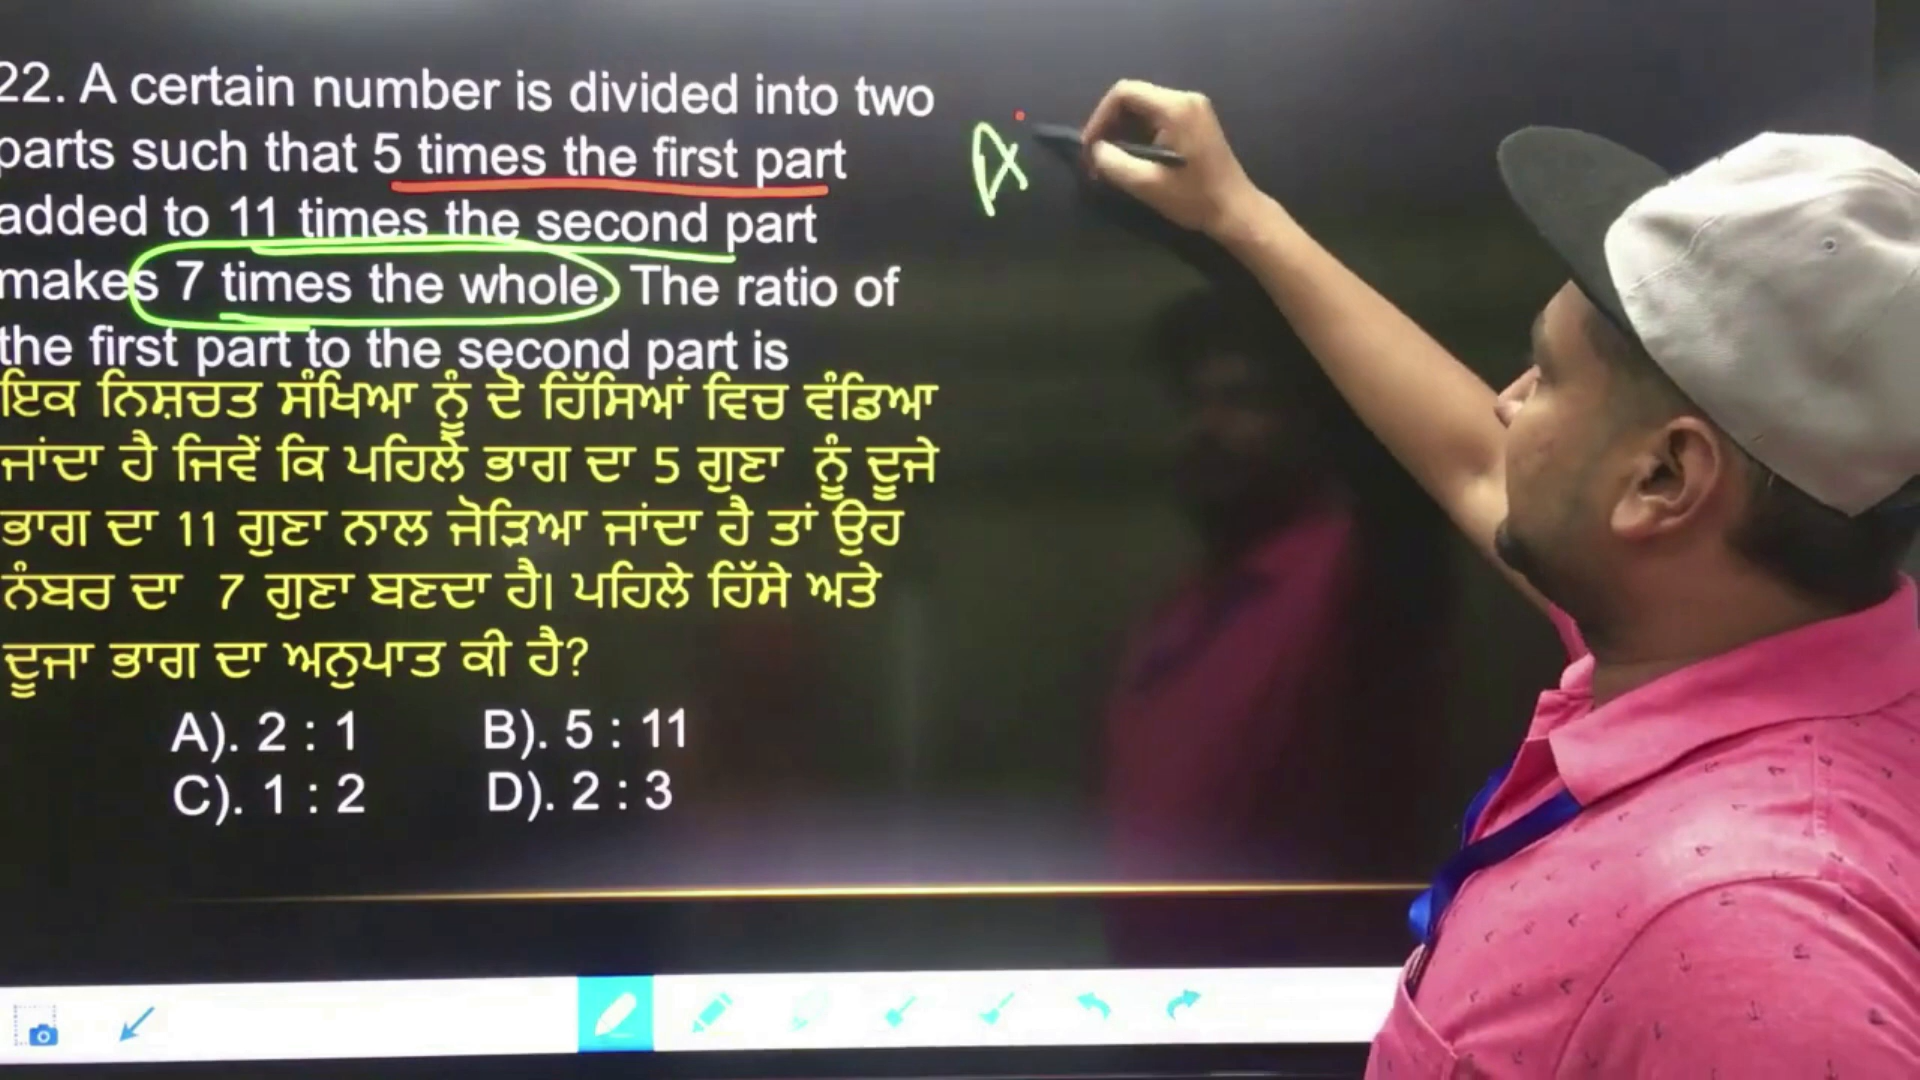 22. A certain number is divided into two
parts such that 5 times the first part
added to 11 times the second part
makes 7 times the whole. The ratio of
the first part to the second part is
ਇਕ ਨਿਸ਼ਚਤ ਸੰਖਿਆ ਨੂੰ ਦੋ ਹਿੱਸਿਆਂ ਵਿਚ ਵੰਡਿਆ
ਜਾਂਦਾ ਹੈ ਜਿਵੇਂ ਕਿ ਪਹਿਲੇ ਭਾਗ ਦਾ 5 ਗੁਣਾ ਨੂੰ ਦੂਜੇ
ਭਾਗ ਦਾ 11 ਗੁਣਾ ਨਾਲ ਜੋੜਿਆ ਜਾਂਦਾ ਹੈ ਤਾਂ ਉਹ
ਨੰਬਰ ਦਾ 7 ਗੁਣਾ ਬਣਦਾ ਹੈ। ਪਹਿਲੇ ਹਿੱਸੇ ਅਤੇ
ਦੂਜਾ ਭਾਗ ਦਾ ਅਨੁਪਾਤ ਕੀ ਹੈ?
A). 2 : 1 B). 5 : 11
C). 1 : 2 D). 2 : 3